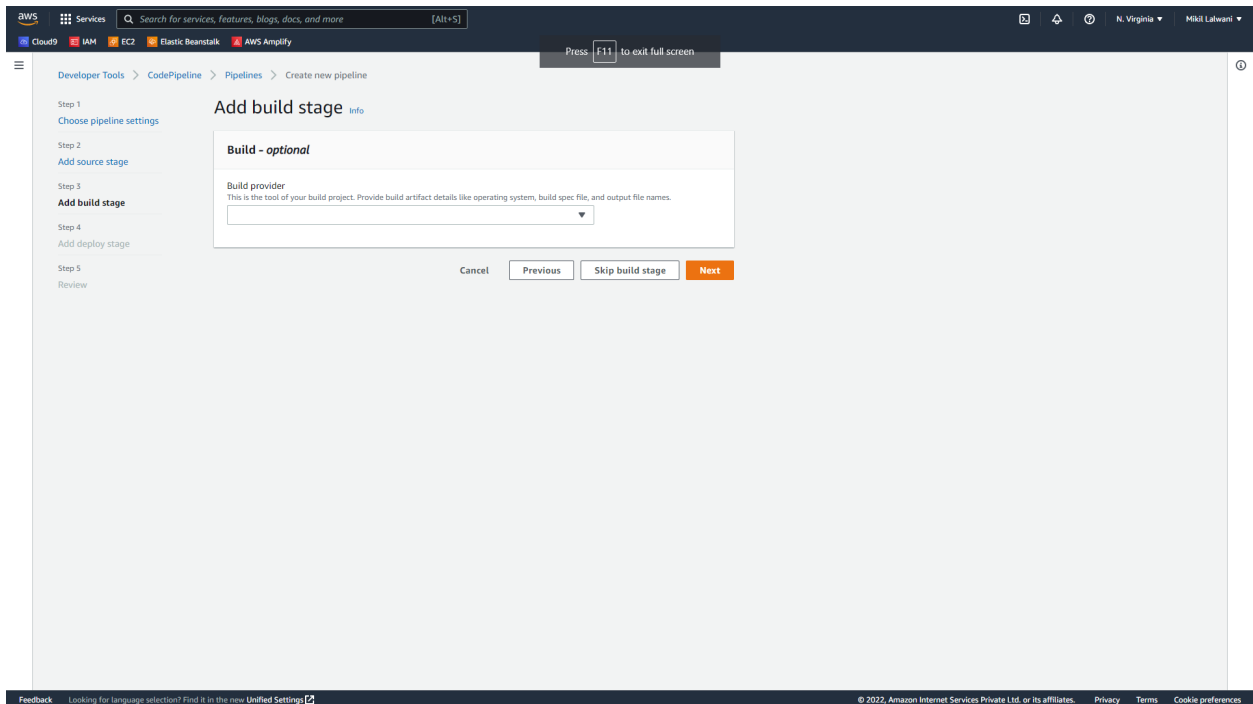 aws
Services
Search for services, features, blogs, docs, and more
[Alt+S]
N. Virginia ▼
Mikil Lalwani ▼
Cloud9
IAM
EC2
Elastic Beanstalk
AWS Amplify
Press F11 to exit full screen
Developer Tools > CodePipeline > Pipelines > Create new pipeline
Step 1
Choose pipeline settings
Step 2
Add source stage
Step 3
Add build stage
Step 4
Add deploy stage
Step 5
Review
Add build stage Info
Build - optional
Build provider
This is the tool of your build project. Provide build artifact details like operating system, build spec file, and output file names.
Cancel
Previous
Skip build stage
Next
Feedback
Looking for language selection? Find it in the new Unified Settings
© 2022, Amazon Internet Services Private Ltd. or its affiliates.
Privacy
Terms
Cookie preferences